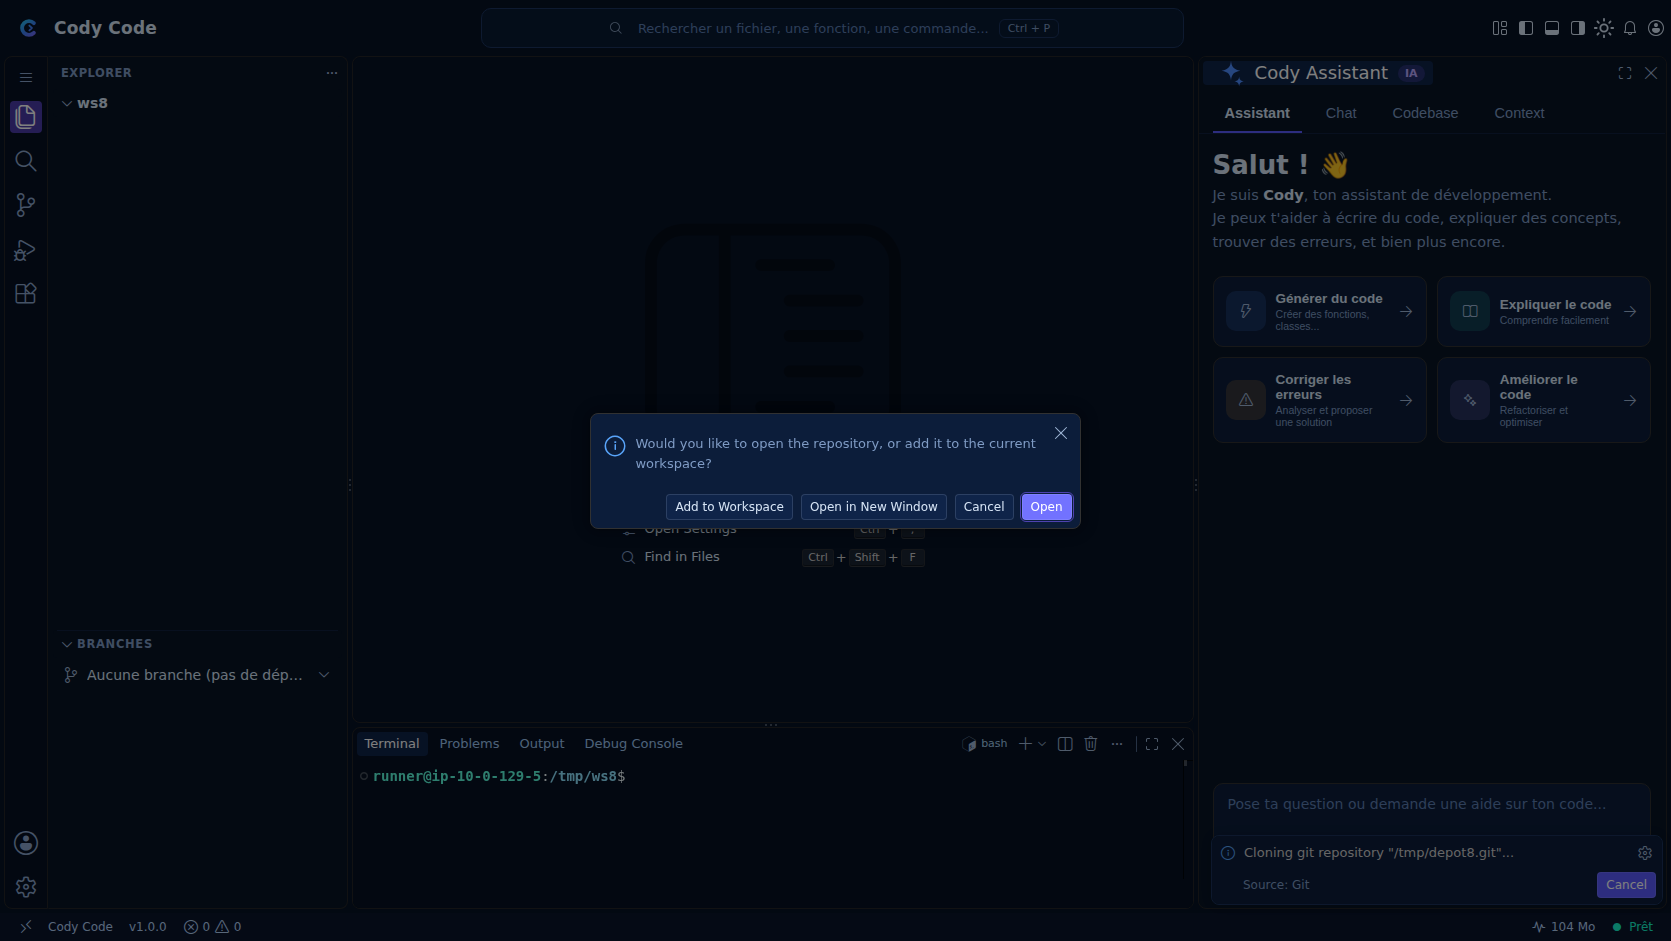 Cody Code
Rechercher un fichier, une fonction, une commande...
Ctrl + P
EXPLORER
ws8
BRANCHES
Aucune branche (pas de dép...
Would you like to open the repository, or add it to the current
workspace?
Add to Workspace
Open in New Window
Cancel
Open
Open Settings
Ctrl + ,
Find in Files
Ctrl + Shift + F
Terminal
Problems
Output
Debug Console
bash
runner@ip-10-0-129-5:/tmp/ws8$
Cody Assistant
IA
Assistant
Chat
Codebase
Context
Salut ! 👋
Je suis Cody, ton assistant de développement.
Je peux t'aider à écrire du code, expliquer des concepts,
trouver des erreurs, et bien plus encore.
Générer du code
Créer des fonctions,
classes...
Expliquer le code
Comprendre facilement
Corriger les
erreurs
Analyser et proposer
une solution
Améliorer le
code
Refactoriser et
optimiser
Pose ta question ou demande une aide sur ton code...
Cloning git repository "/tmp/depot8.git"...
Source: Git
Cancel
Cody Code
v1.0.0
0
0
104 Mo
Prêt